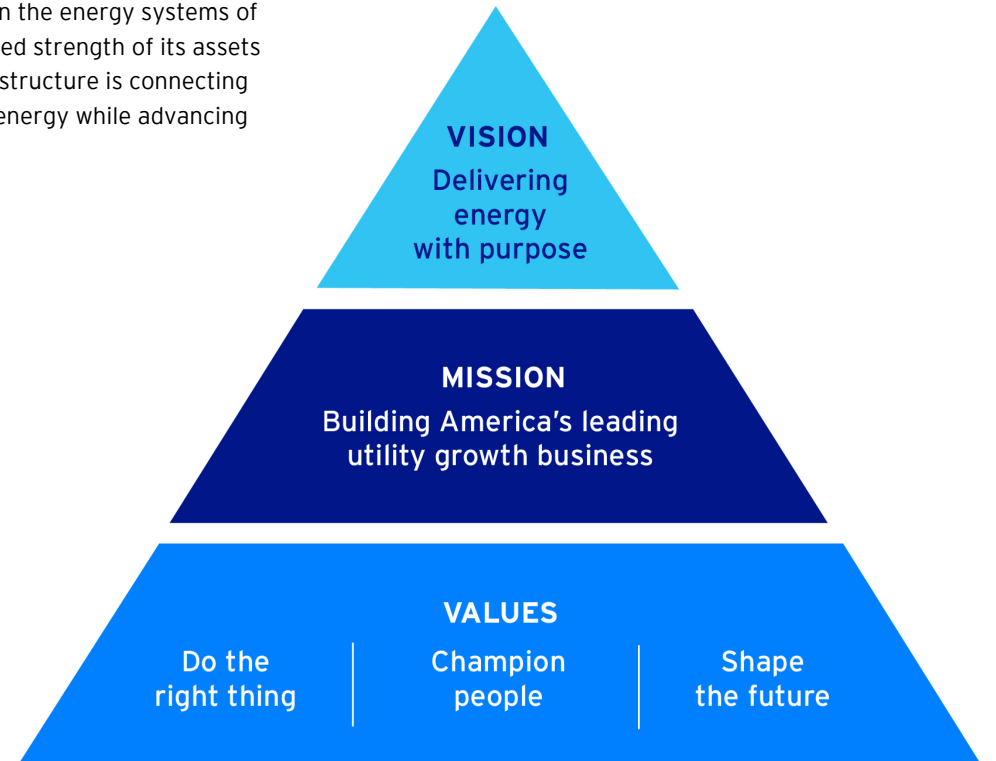 n the energy systems of
ed strength of its assets
structure is connecting
energy while advancing
VISION
Delivering
energy
with purpose
MISSION
Building America's leading
utility growth business
VALUES
Do the
right thing
Champion
people
Shape
the future